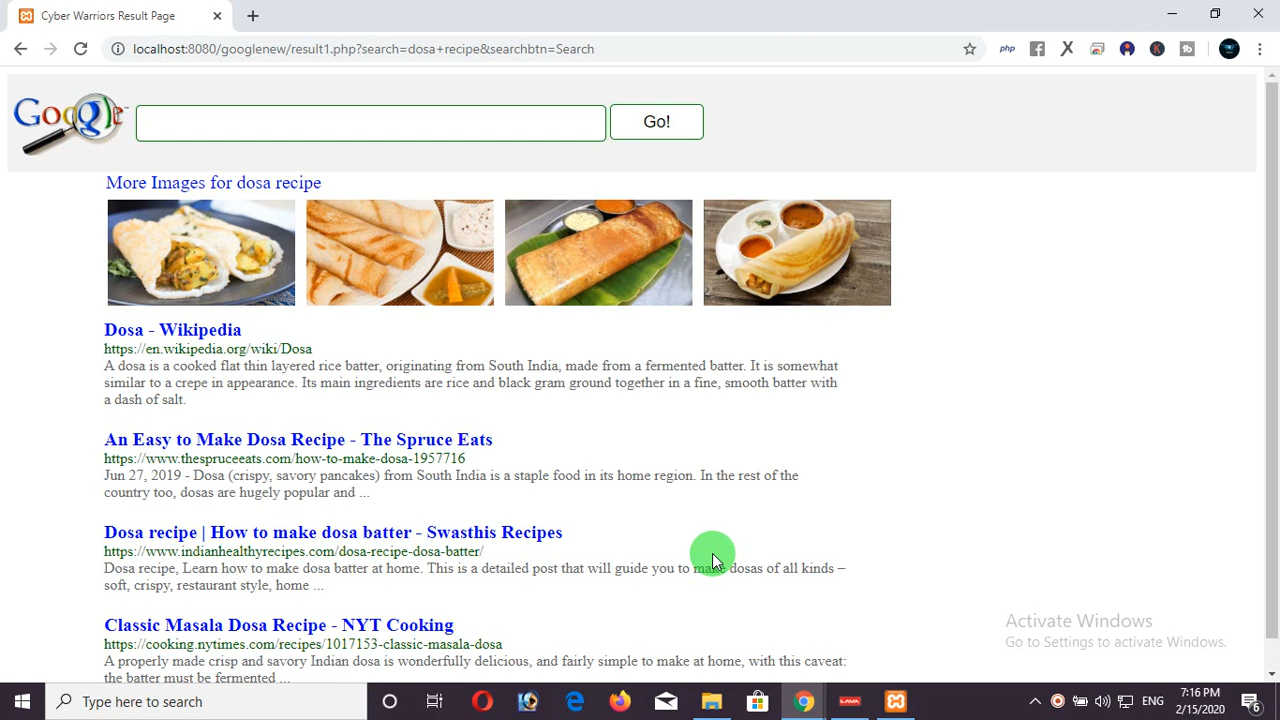 Cyber Warriors Result Page
localhost:8080/googlenew/result1.php?search=dosa+recipe&searchbtn=Search
php
Google
Go!
More Images for dosa recipe
Dosa - Wikipedia
https://en.wikipedia.org/wiki/Dosa
A dosa is a cooked flat thin layered rice batter, originating from South India, made from a fermented batter. It is somewhat
similar to a crepe in appearance. Its main ingredients are rice and black gram ground together in a fine, smooth batter with
a dash of salt.
An Easy to Make Dosa Recipe - The Spruce Eats
https://www.thespruceeats.com/how-to-make-dosa-1957716
Jun 27, 2019 - Dosa (crispy, savory pancakes) from South India is a staple food in its home region. In the rest of the
country too, dosas are hugely popular and ...
Dosa recipe | How to make dosa batter - Swasthis Recipes
https://www.indianhealthyrecipes.com/dosa-recipe-dosa-batter/
Dosa recipe, Learn how to make dosa batter at home. This is a detailed post that will guide you to make dosas of all kinds –
soft, crispy, restaurant style, home ...
Classic Masala Dosa Recipe - NYT Cooking
https://cooking.nytimes.com/recipes/1017153-classic-masala-dosa
A properly made crisp and savory Indian dosa is wonderfully delicious, and fairly simple to make at home, with this caveat:
the batter must be fermented ...
Activate Windows
Go to Settings to activate Windows.
Type here to search
LAVA
ENG
7:16 PM
2/15/2020
6